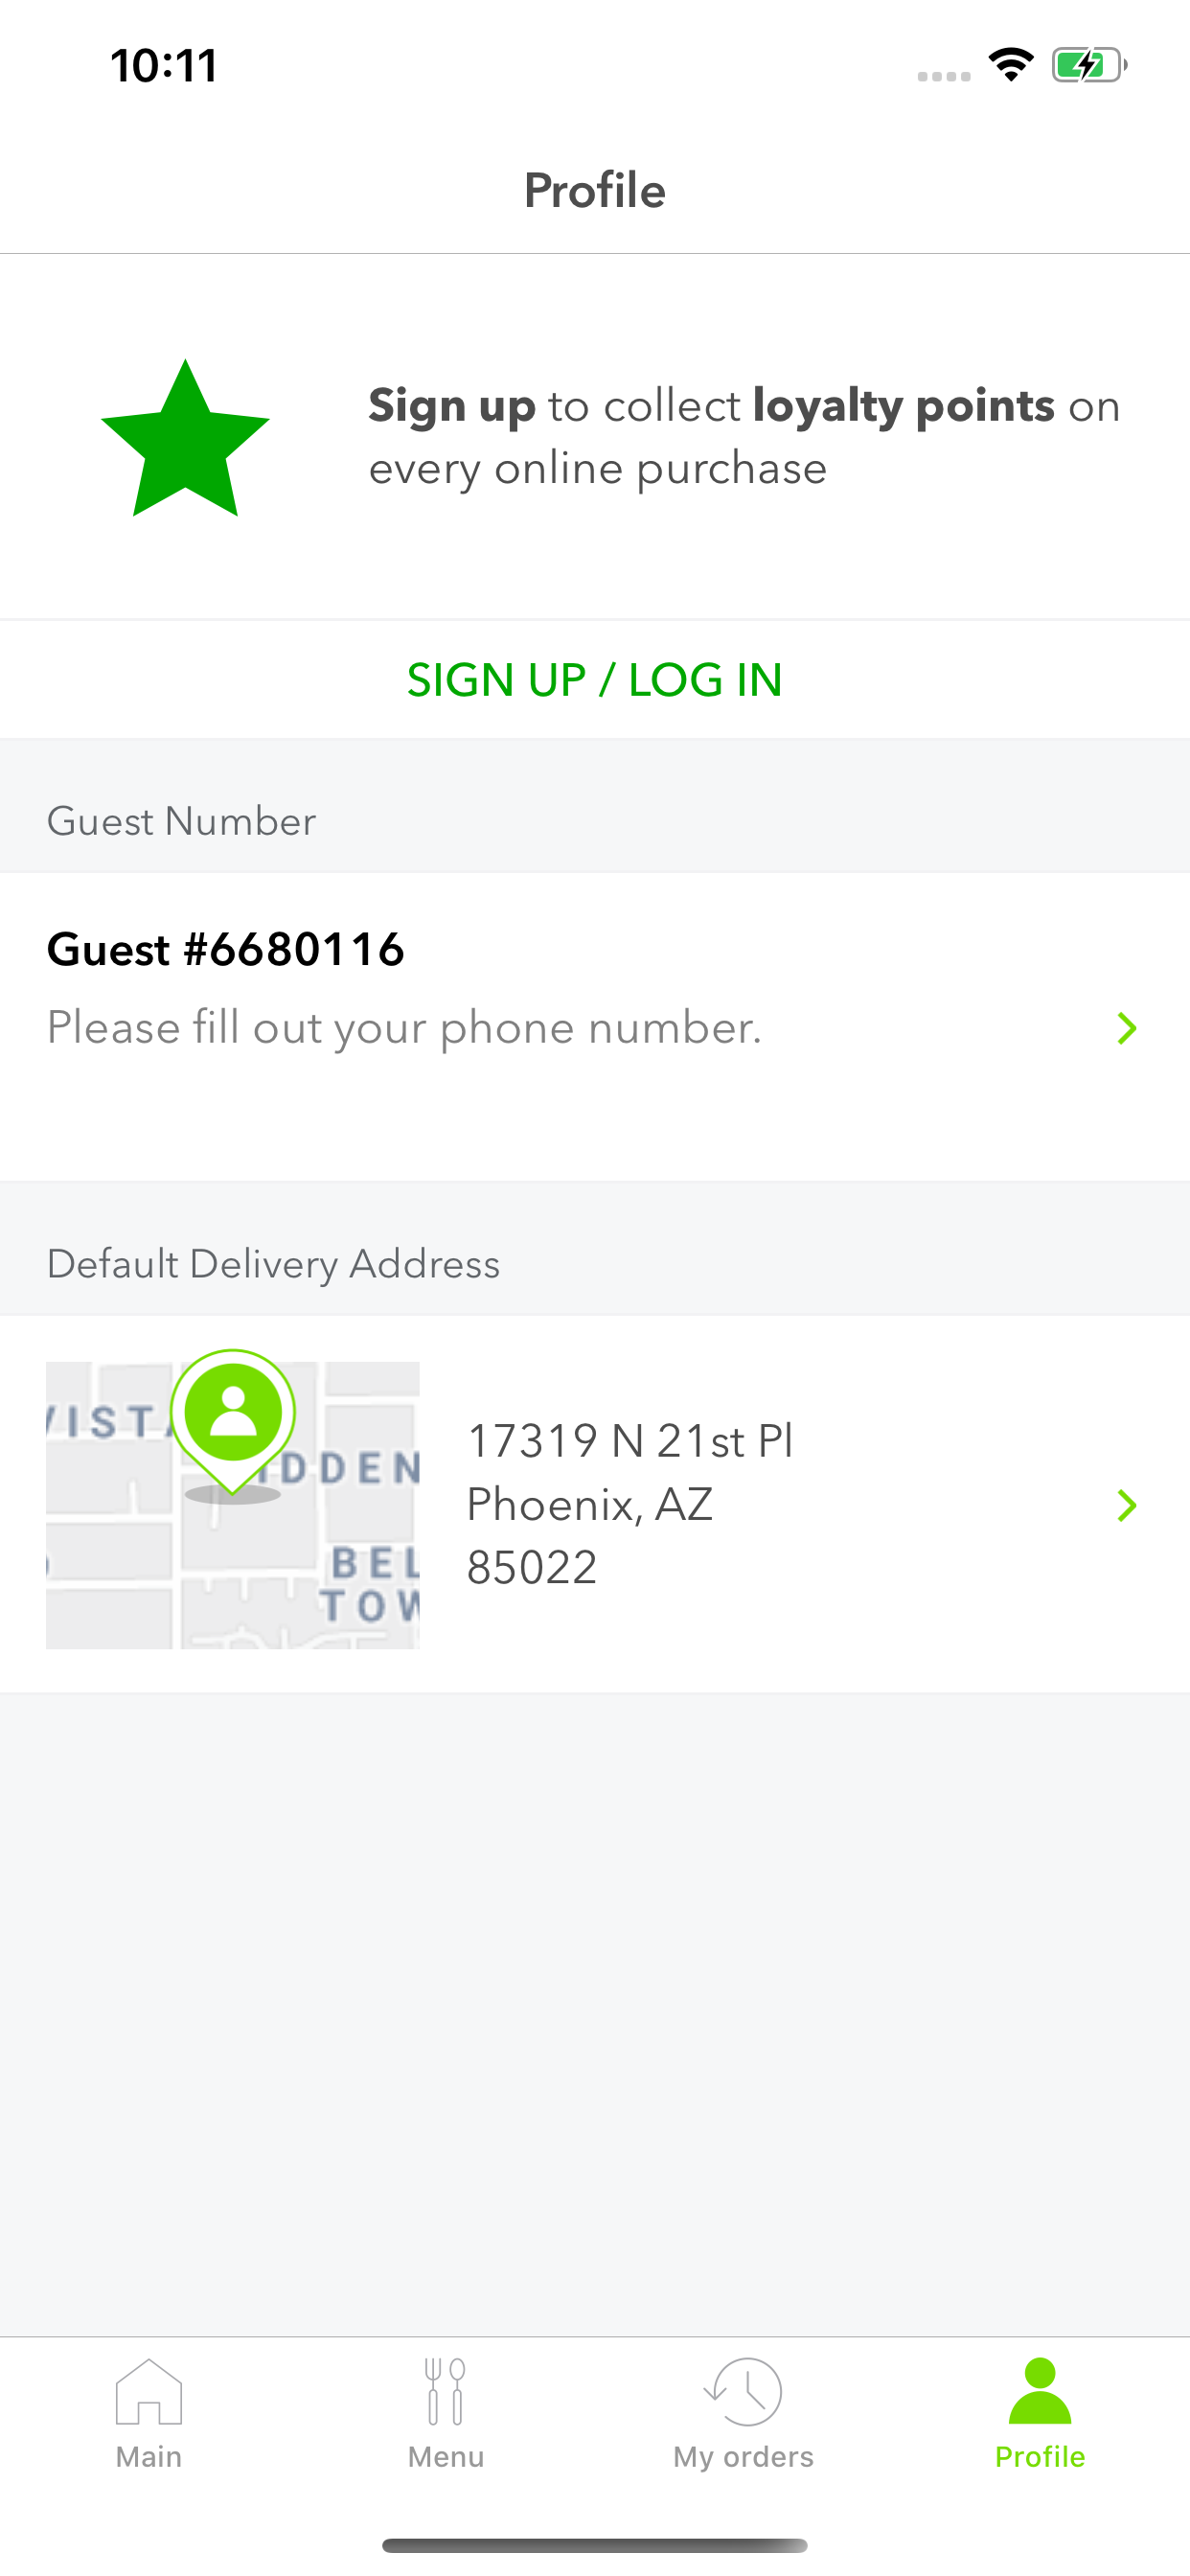 10:11
Profile
Sign up to collect loyalty points on
every online purchase
SIGN UP / LOG IN
Guest Number
Guest #6680116
Please fill out your phone number.
Default Delivery Address
VISTA
IDDEN
BEL
TOW
17319 N 21st Pl
Phoenix, AZ
85022
Main
Menu
My orders
Profile